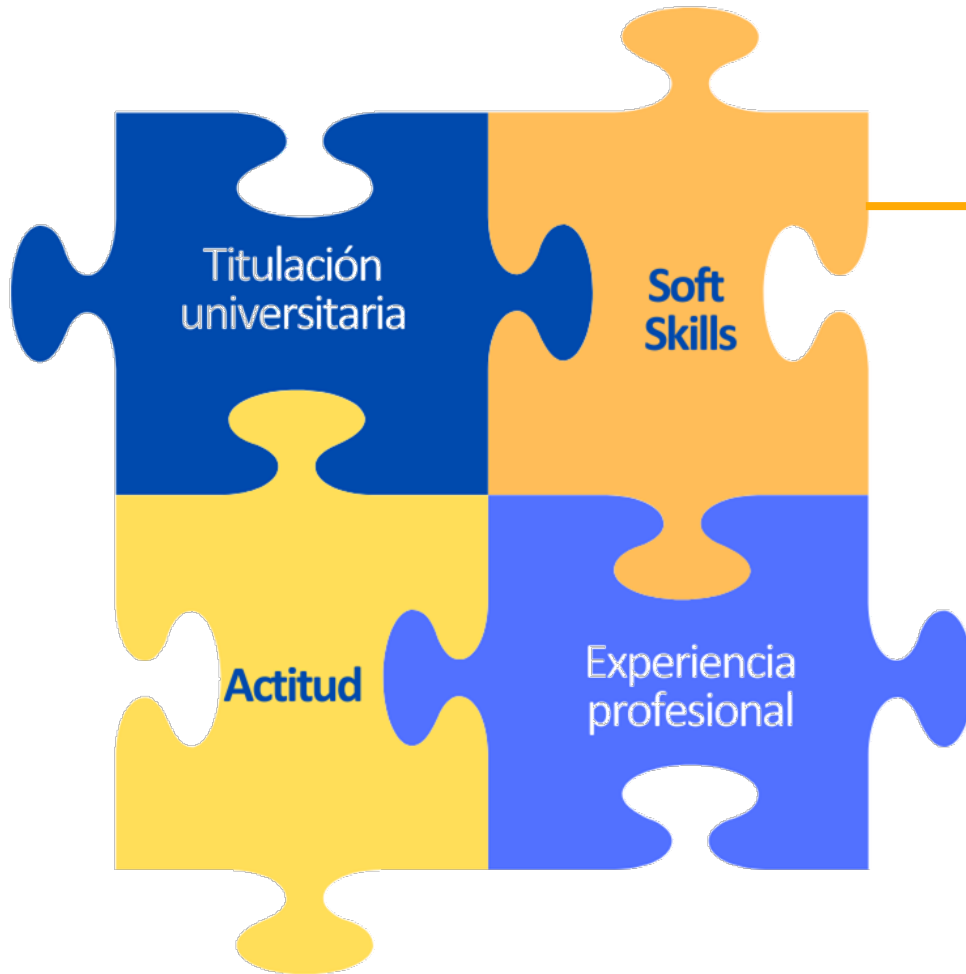 Titulación
universitaria
Soft
Skills
Actitud
Experiencia
profesional